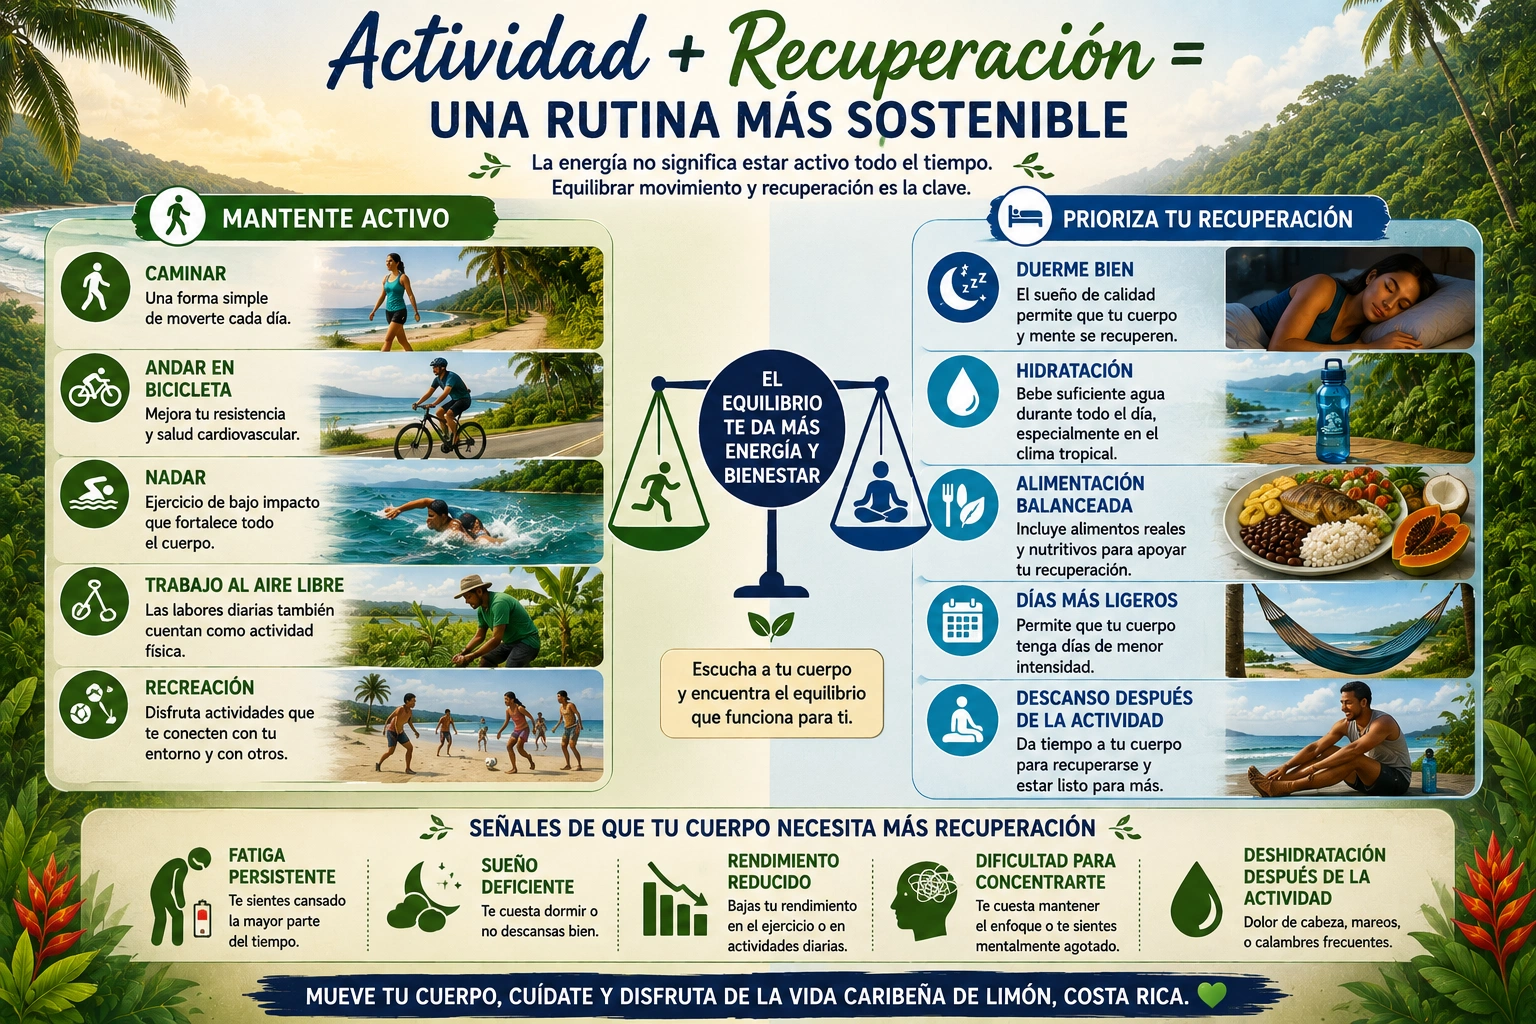 Actividad + Recuperación =
UNA RUTINA MÁS SOSTENIBLE
La energía no significa estar activo todo el tiempo.
Equilibrar movimiento y recuperación es la clave.
MANTENTE ACTIVO
CAMINAR
Una forma simple
de moverte cada día.
ANDAR EN
BICICLETA
Mejora tu resistencia
y salud cardiovascular.
NADAR
Ejercicio de bajo impacto
que fortalece todo
el cuerpo.
TRABAJO AL AIRE LIBRE
Las labores diarias también
cuentan como actividad
física.
RECREACIÓN
Disfruta actividades que
te conecten con tu
entorno y con otros.
EL
EQUILIBRIO
TE DA MÁS
ENERGÍA Y
BIENESTAR
Escucha a tu cuerpo
y encuentra el equilibrio
que funciona para ti.
PRIORIZA TU RECUPERACIÓN
zzz
DUERME BIEN
El sueño de calidad
permite que tu cuerpo
y mente se recuperen.
HIDRATACIÓN
Bebe suficiente agua
durante todo el día,
especialmente en el
clima tropical.
ALIMENTACIÓN
BALANCEADA
Incluye alimentos reales
y nutritivos para apoyar
tu recuperación.
DÍAS MÁS LIGEROS
Permite que tu cuerpo
tenga días de menor
intensidad.
DESCANSO DESPUÉS
DE LA ACTIVIDAD
Da tiempo a tu cuerpo
para recuperarse y
estar listo para más.
SEÑALES DE QUE TU CUERPO NECESITA MÁS RECUPERACIÓN
FATIGA
PERSISTENTE
Te sientes cansado
la mayor parte
del tiempo.
SUEÑO
DEFICIENTE
Te cuesta dormir o
no descansas bien.
RENDIMIENTO
REDUCIDO
Bajas tu rendimiento
en el ejercicio o en
actividades diarias.
DIFICULTAD PARA
CONCENTRARTE
Te cuesta mantener
el enfoque o te sientes
mentalmente agotado.
DESHIDRATACIÓN
DESPUÉS DE LA
ACTIVIDAD
Dolor de cabeza, mareos,
o calambres frecuentes.
MUEVE TU CUERPO, CUÍDATE Y DISFRUTA DE LA VIDA CARIBEÑA DE LIMÓN, COSTA RICA.